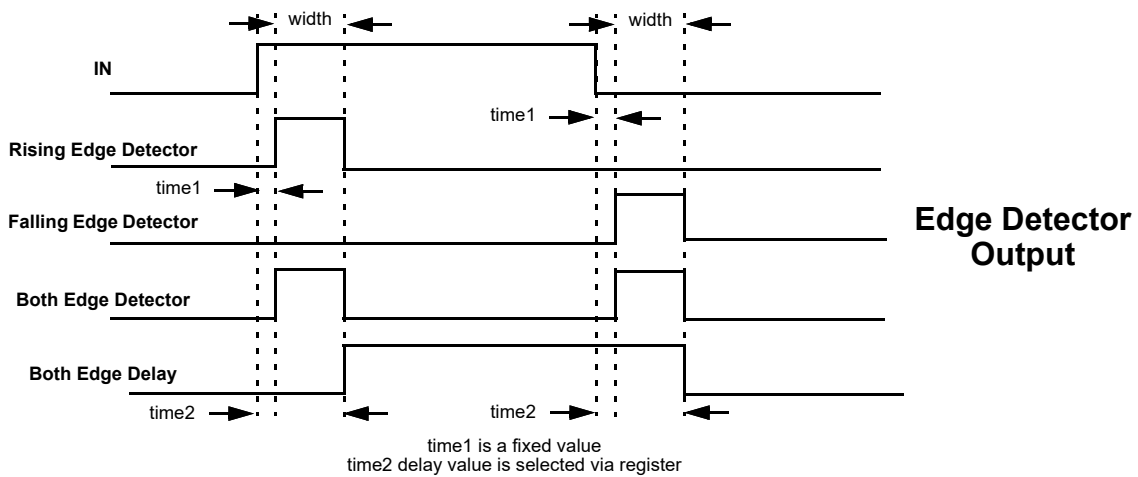 width
width
IN
time1
Rising Edge Detector
time1
Falling Edge Detector
Edge Detector
Output
Both Edge Detector
Both Edge Delay
time2
time2
time1 is a fixed value
time2 delay value is selected via register